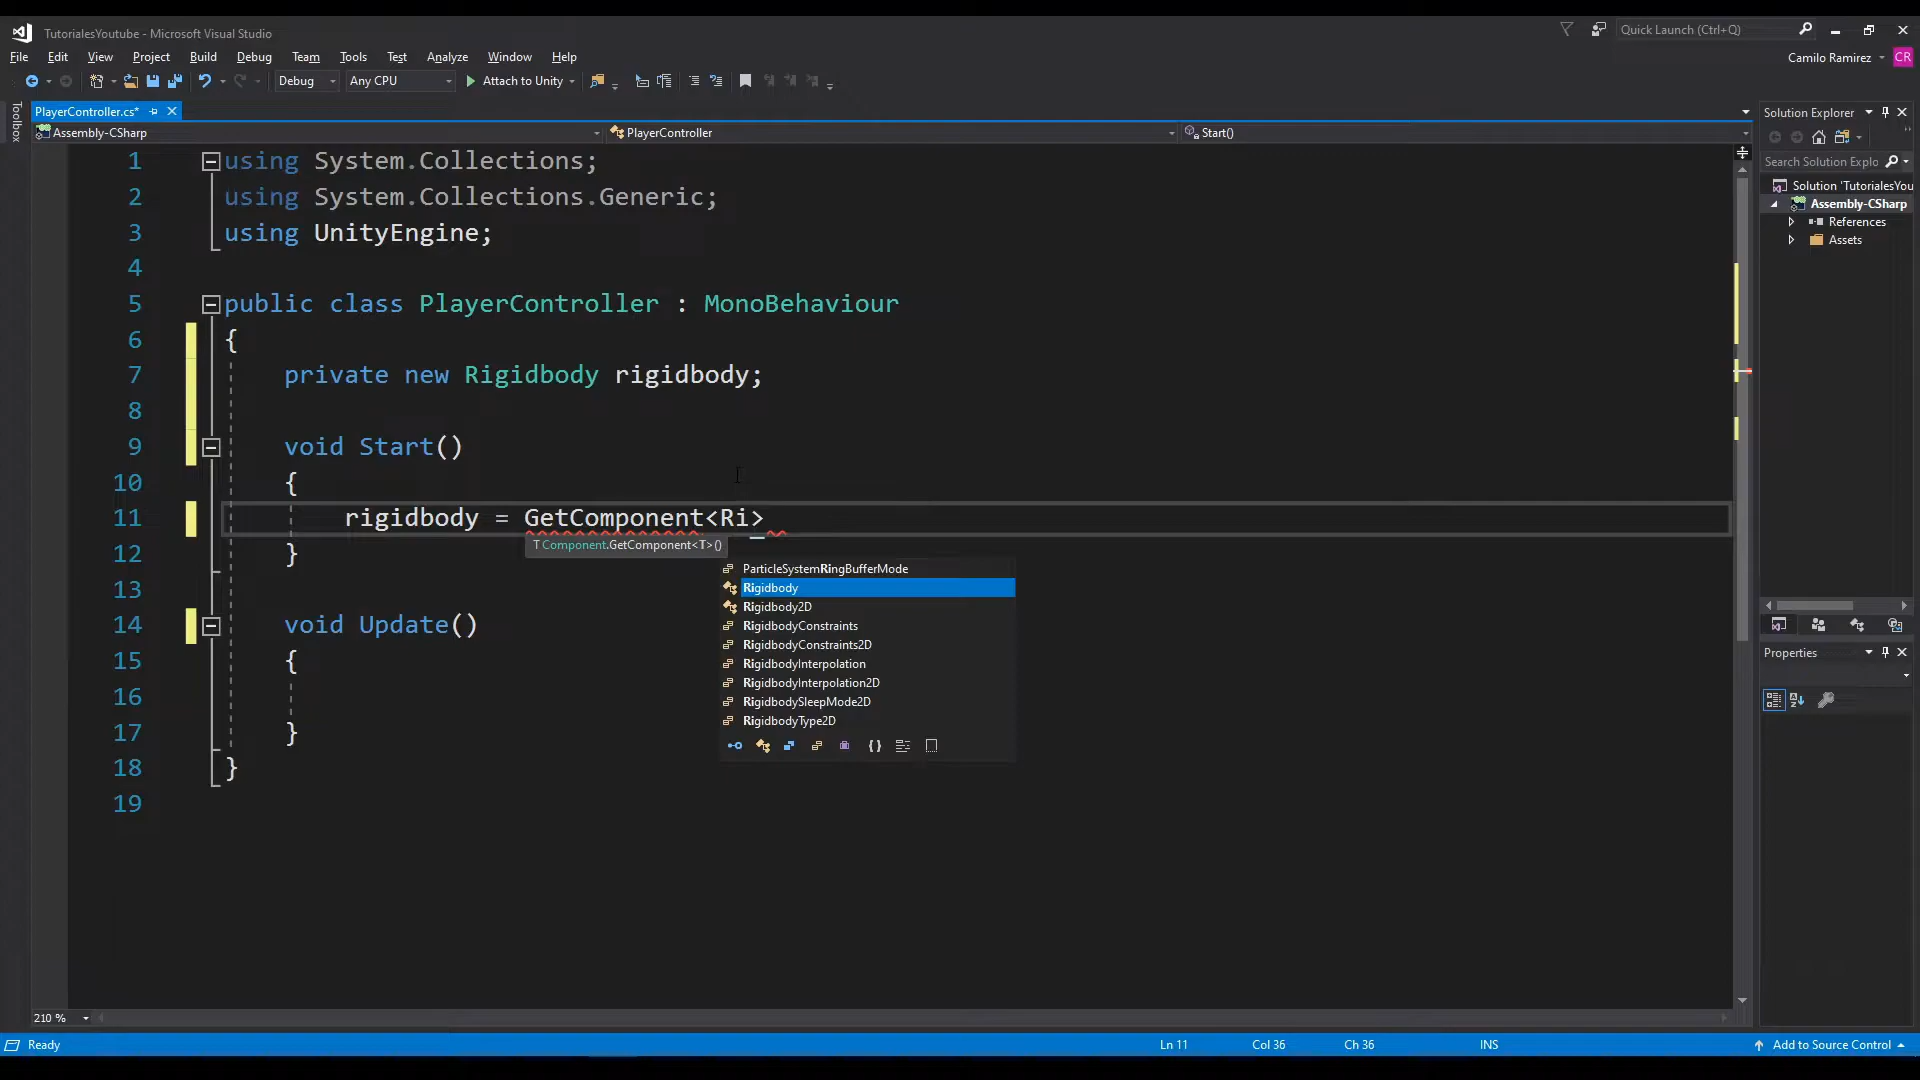 TutorialesYoutube - Microsoft Visual Studio
Quick Launch (Ctrl+Q)
File Edit View Project Build Debug Team Tools Test Analyze Window Help
Camilo Ramirez
CR
Debug Any CPU Attach to Unity
Toolbox
PlayerController.cs*
Assembly-CSharp PlayerController Start()
1 using System.Collections;
2 using System.Collections.Generic;
3 using UnityEngine;
4
5 public class PlayerController : MonoBehaviour
6 {
7 private new Rigidbody rigidbody;
8
9 void Start()
10 {
11 rigidbody = GetComponent<Ri>
T Component.GetComponent<T>()
12 }
13
14 void Update()
15 {
16
17 }
18 }
19
ParticleSystemRingBufferMode
Rigidbody
Rigidbody2D
RigidbodyConstraints
RigidbodyConstraints2D
RigidbodyInterpolation
RigidbodyInterpolation2D
RigidbodySleepMode2D
RigidbodyType2D
Solution Explorer
Search Solution Explo
Solution 'TutorialesYou
Assembly-CSharp
References
Assets
Properties
210 %
Ready
Ln 11 Col 36 Ch 36 INS
Add to Source Control